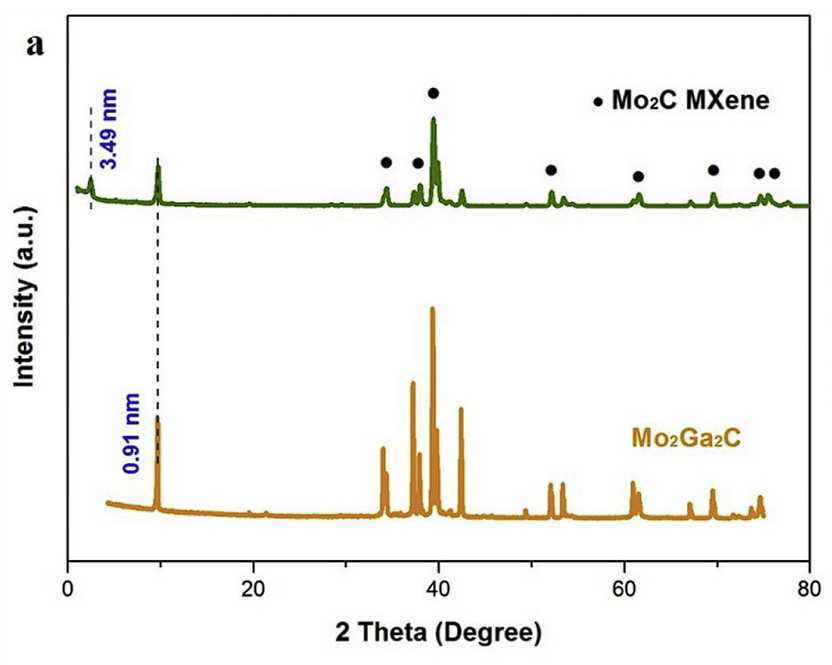 a
3.49 nm
● Mo₂C MXene
Intensity (a.u.)
0.91 nm
Mo₂Ga₂C
0 20 40 60 80
2 Theta (Degree)